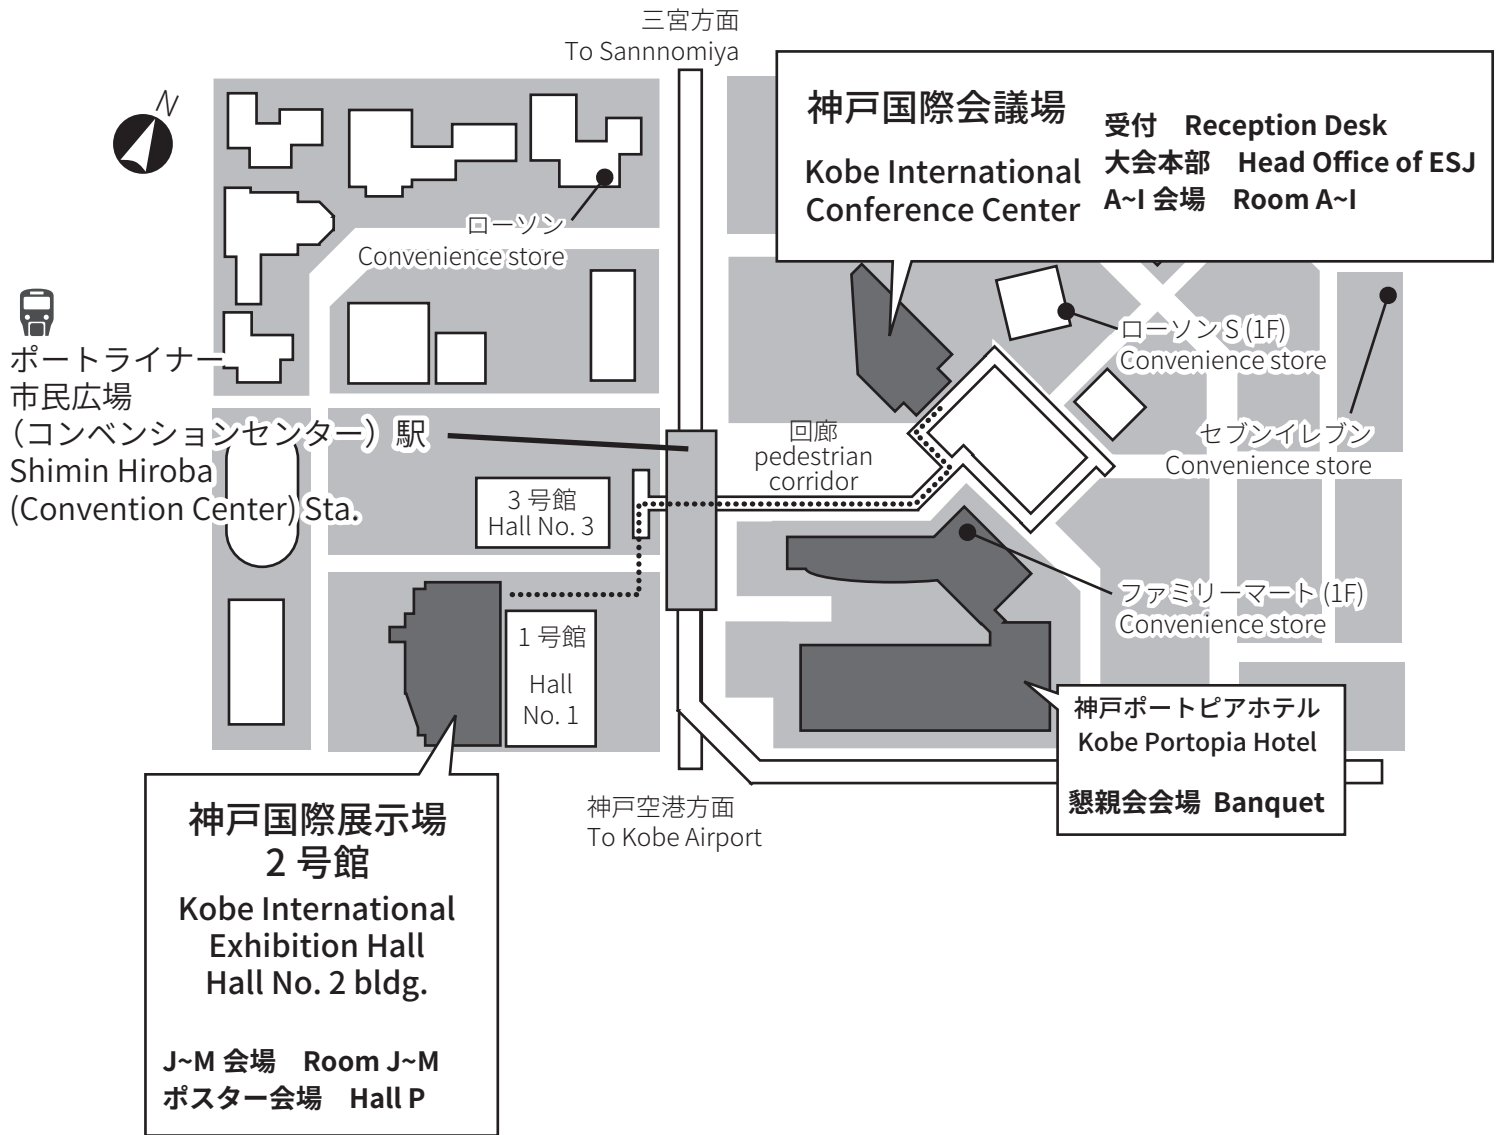 三宮方面
To Sannnomiya
N
神戸国際会議場
Kobe International
Conference Center
受付 Reception Desk
大会本部 Head Office of ESJ
A~I 会場 Room A~I
ローソン
Convenience store
ポートライナー
市民広場
（コンベンションセンター）駅
Shimin Hiroba
(Convention Center) Sta.
ローソン S (1F)
Convenience store
セブンイレブン
Convenience store
回廊
pedestrian
corridor
3 号館
Hall No. 3
1 号館
Hall
No. 1
ファミリーマート (1F)
Convenience store
神戸ポートピアホテル
Kobe Portopia Hotel
懇親会会場 Banquet
神戸空港方面
To Kobe Airport
神戸国際展示場
2 号館
Kobe International
Exhibition Hall
Hall No. 2 bldg.
J~M 会場 Room J~M
ポスター会場 Hall P